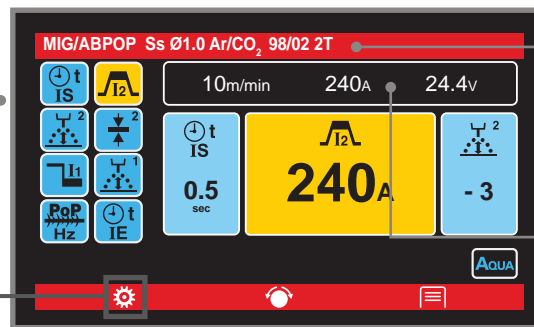 MIG/ABPOP Ss Ø1.0 Ar/CO2 98/02 2T
10m/min 240A 24.4V
t IS
I2
2
2
I1
1
PoP Hz
t IE
t IS
0.5
sec
I2
240A
2
- 3
AQUA